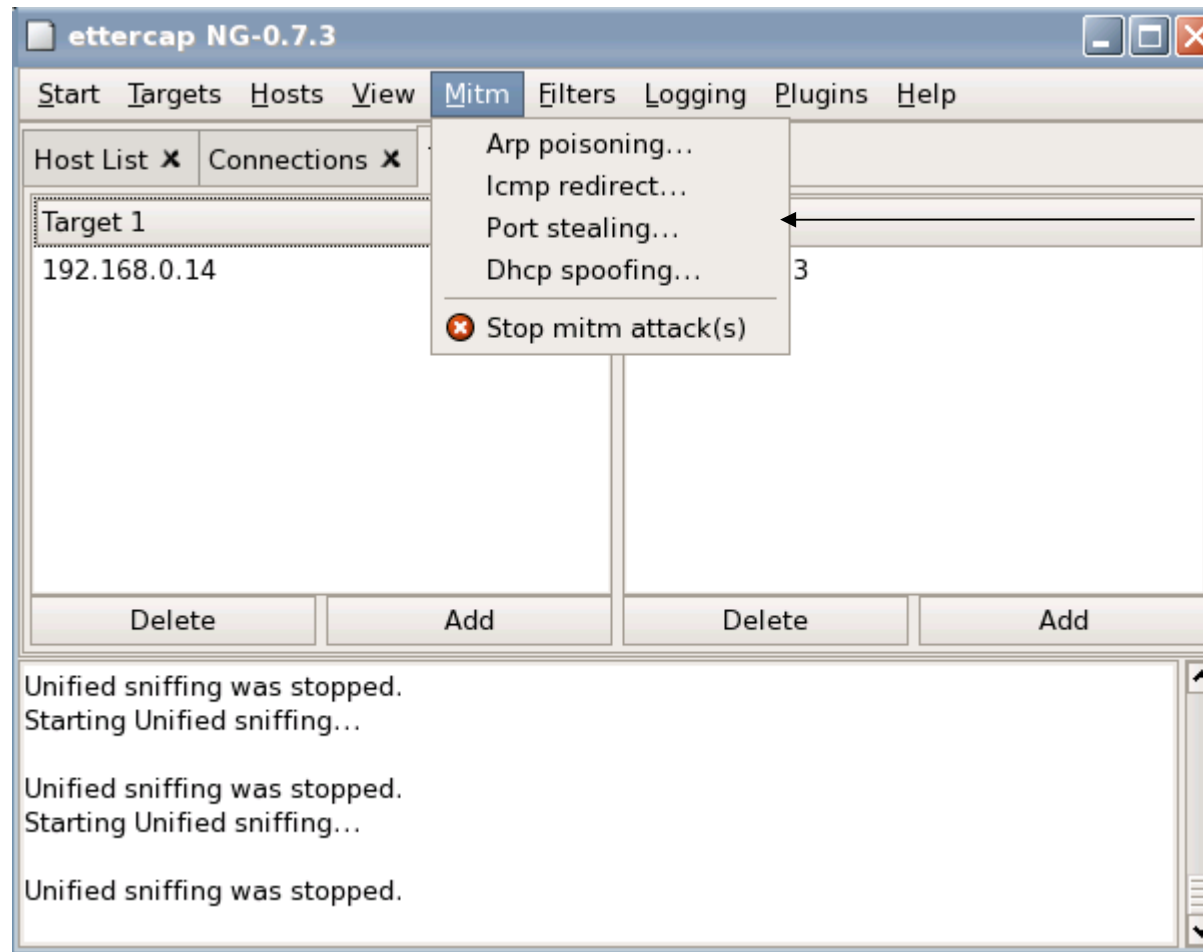 ettercap NG-0.7.3
Start Targets Hosts View Mitm Filters Logging Plugins Help
Host List Connections
Arp poisoning...
Icmp redirect...
Port stealing...
Dhcp spoofing...
Stop mitm attack(s)
Target 1
192.168.0.14
3
Delete Add Delete Add
Unified sniffing was stopped.
Starting Unified sniffing...
Unified sniffing was stopped.
Starting Unified sniffing...
Unified sniffing was stopped.